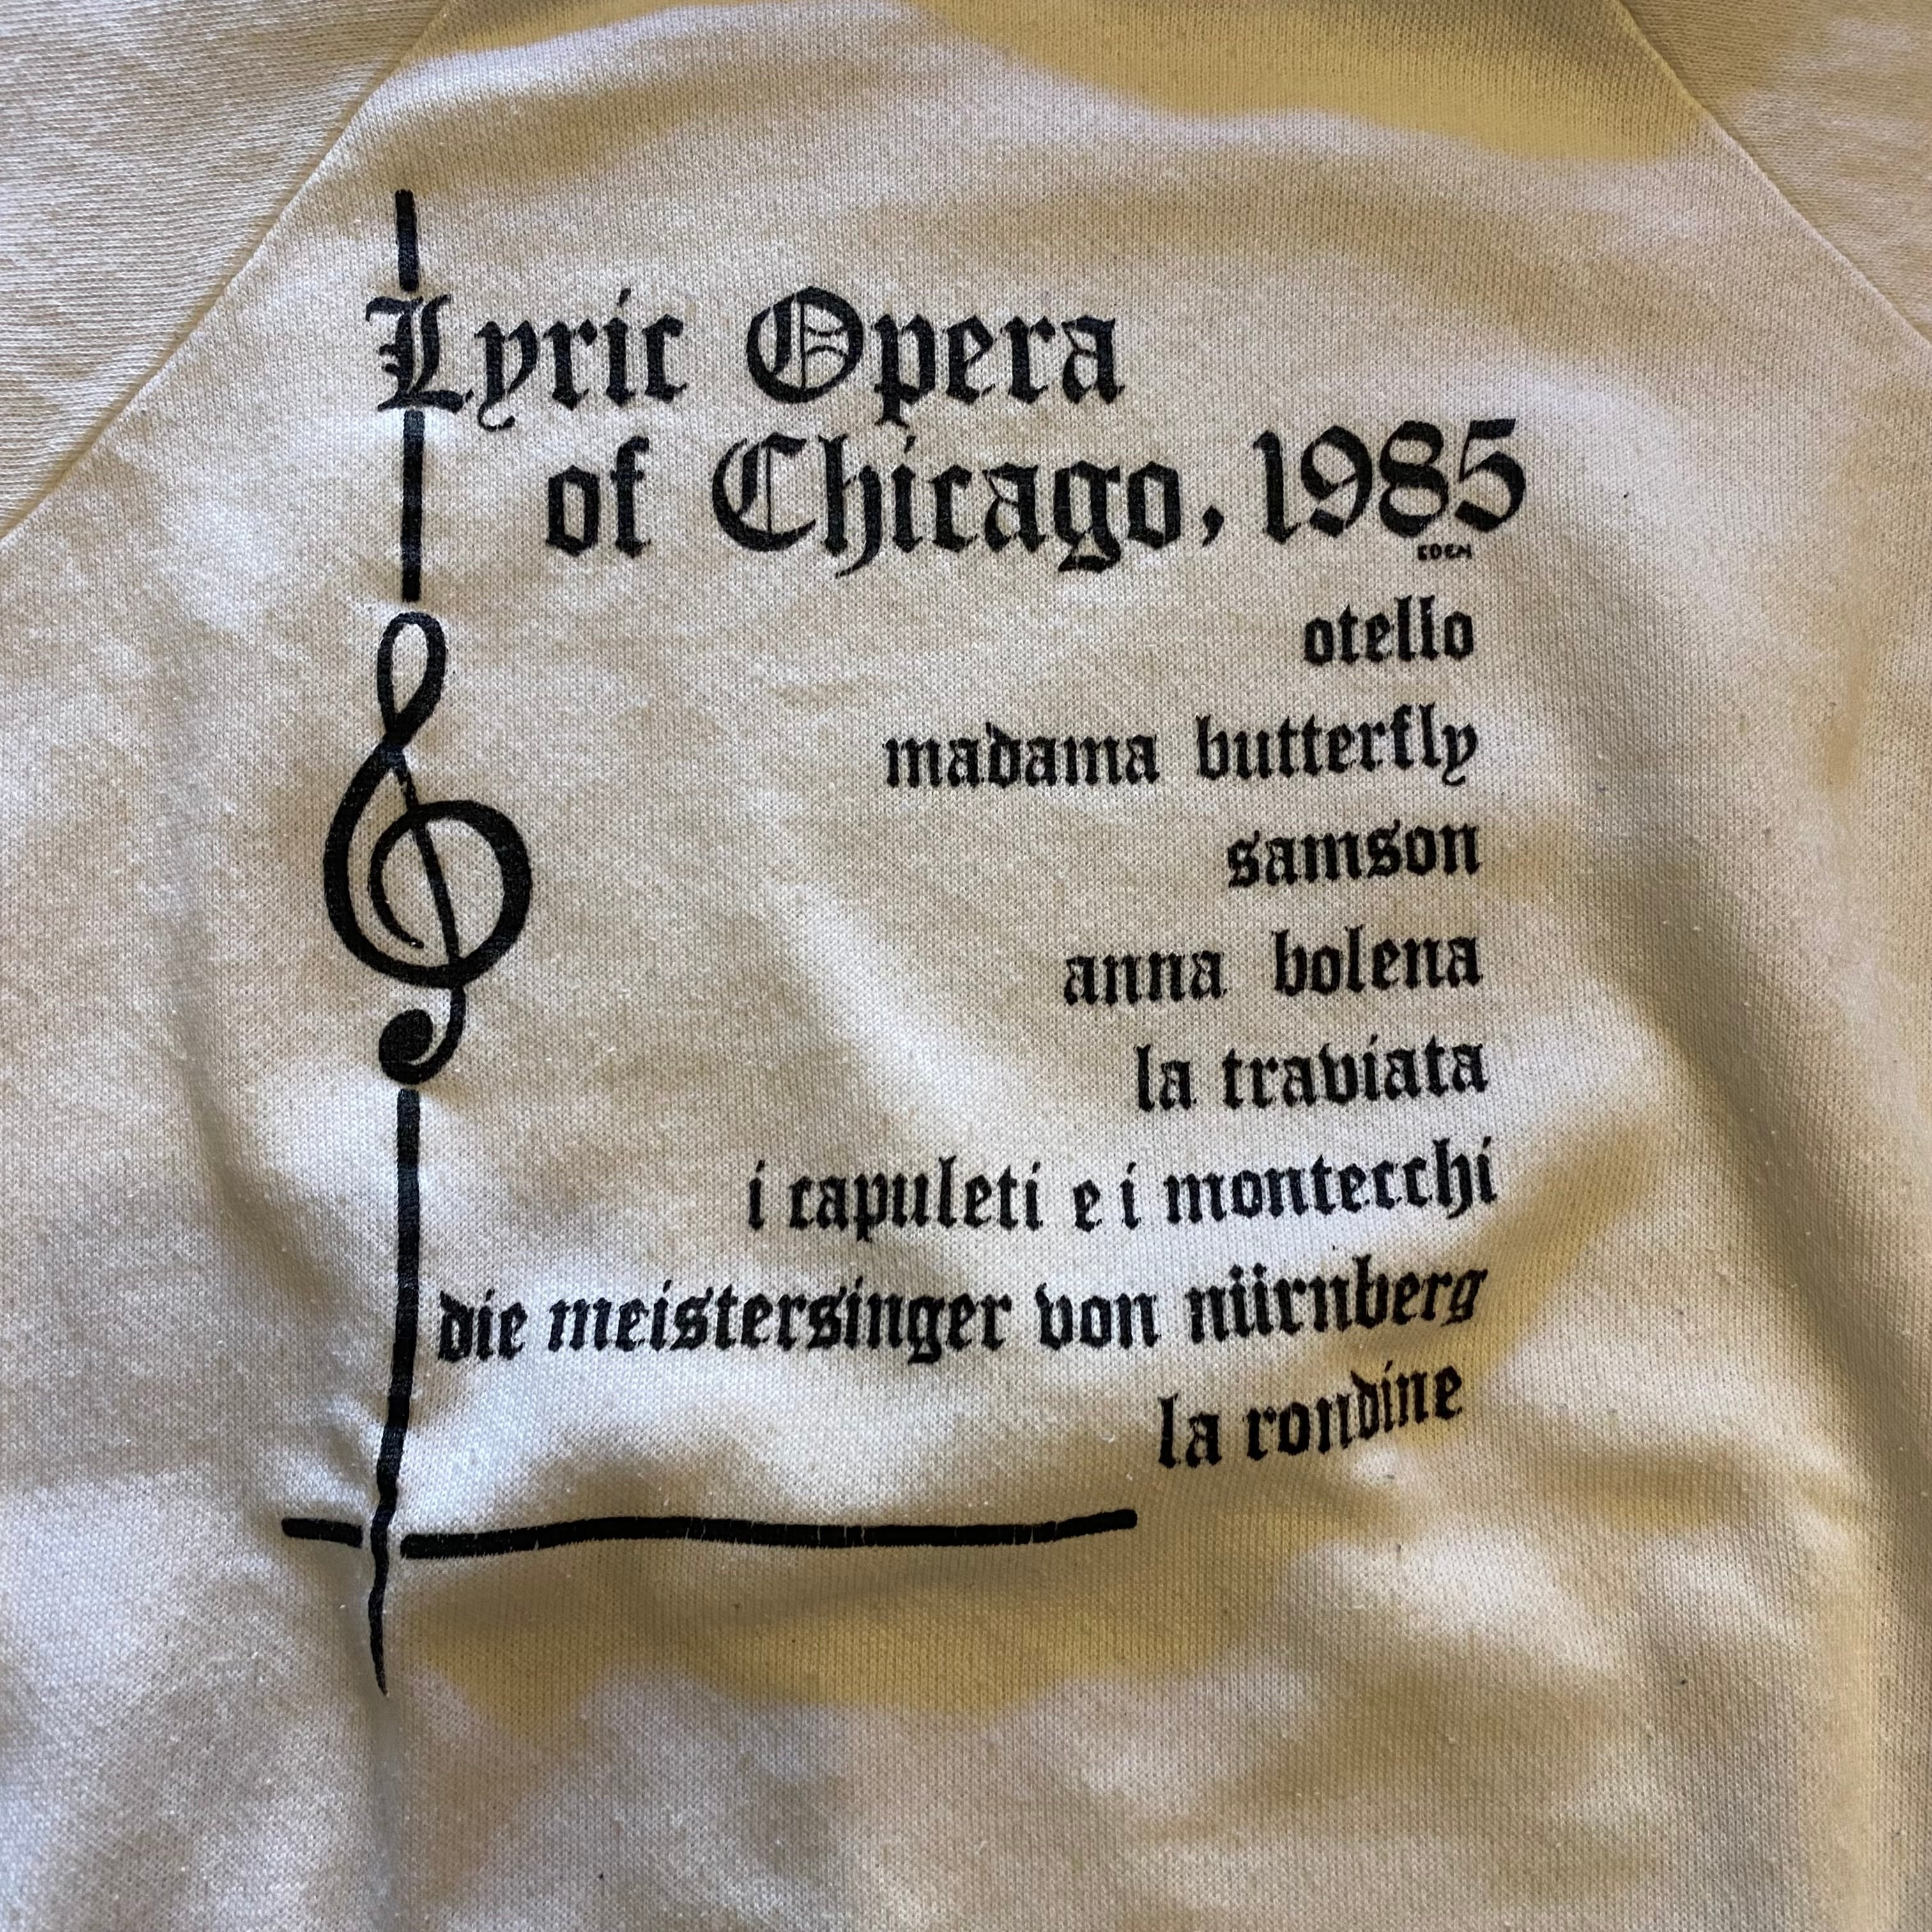 Lyric Opera
of Chicago, 1985
EDEN
otello
madama butterfly
samson
anna bolena
la traviata
i capuleti e i montecchi
die meistersinger von nürnberg
la rondine